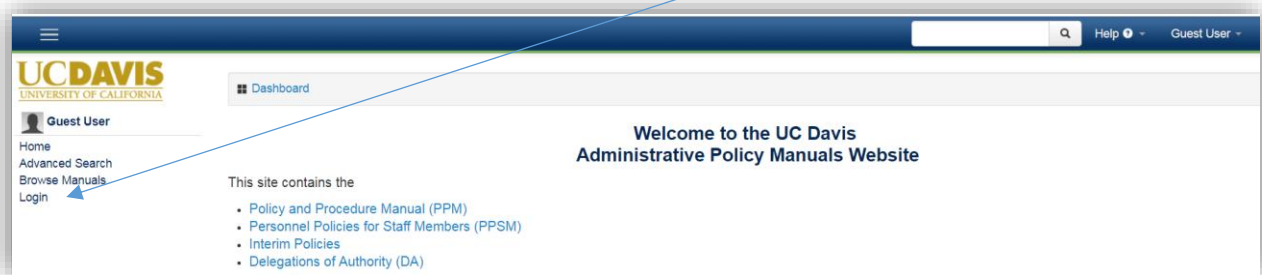 Help ? Guest User
UCDAVIS
UNIVERSITY OF CALIFORNIA
Guest User
Home
Advanced Search
Browse Manuals
Login
Dashboard
Welcome to the UC Davis
Administrative Policy Manuals Website
This site contains the
• Policy and Procedure Manual (PPM)
• Personnel Policies for Staff Members (PPSM)
• Interim Policies
• Delegations of Authority (DA)